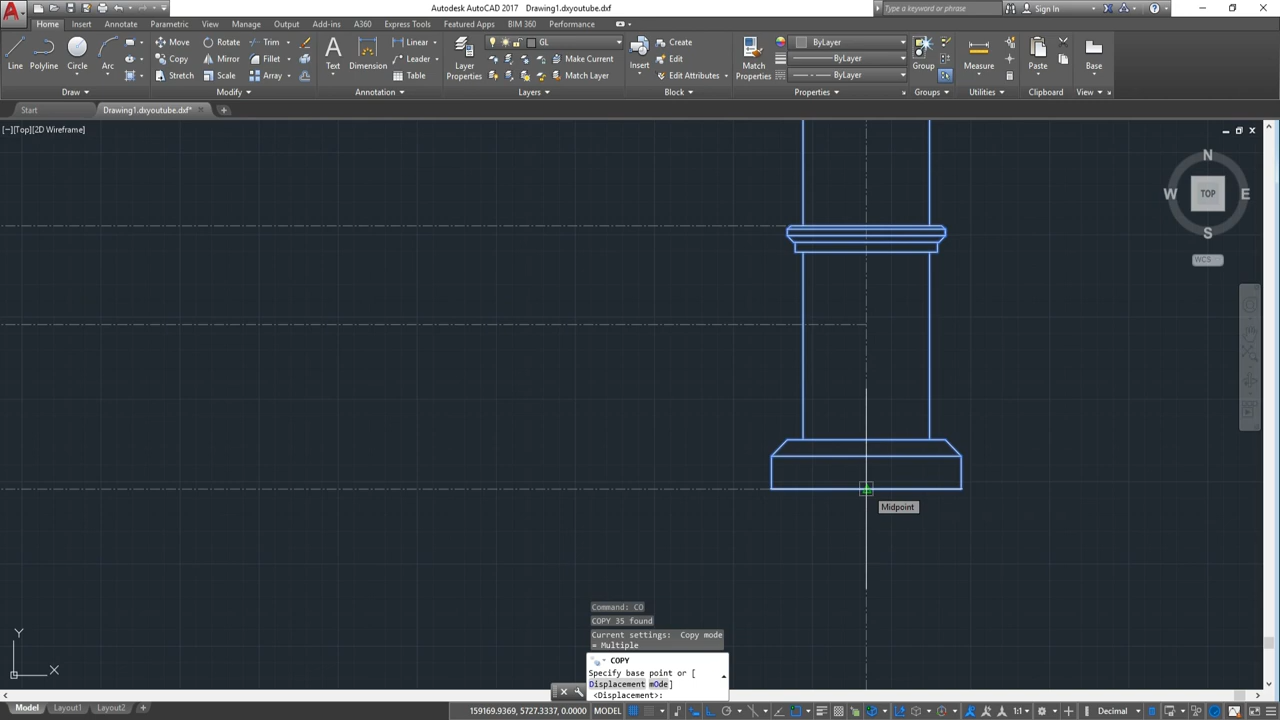 Autodesk AutoCAD 2017 Drawing1.dxyoutube.dxf
Type a keyword or phrase
Sign In
Home Insert Annotate Parametric View Manage Output Add-ins A360 Express Tools Featured Apps BIM 360 Performance
Line Polyline Circle Arc
Move Rotate Trim
Copy Mirror Fillet
Stretch Scale Array
Text Dimension
Linear
Leader
Table
Layer
Properties
GL
Make Current
Match Layer
Insert
Create
Edit
Edit Attributes
Match
Properties
ByLayer
ByLayer
ByLayer
Group
Measure
Paste
Base
Draw Modify Annotation Layers Block Properties Groups Utilities Clipboard View
Start Drawing1.dxyoutube.dxf*
[−][Top][2D Wireframe]
N
W TOP E
S
WCS
Midpoint
Command: CO
COPY 35 found
Current settings: Copy mode
= Multiple
COPY
Specify base point or [
Displacement mOde]
<Displacement>:
Y
X
Model Layout1 Layout2
159169.9369, 5727.3337, 0.0000 MODEL 1:1 Decimal